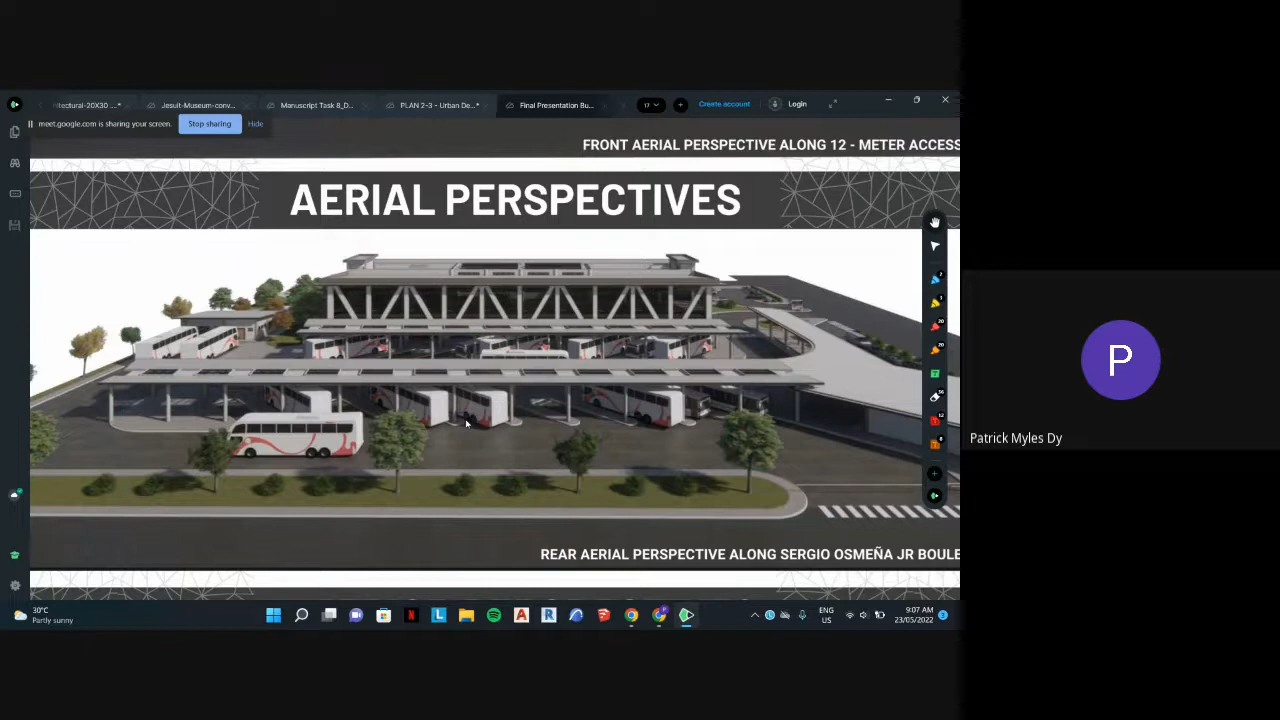 itectural-20X30 ....*
Jesuit-Museum-conv...
Manuscript Task 8_D...
PLAN 2-3 - Urban De...*
Final Presentation Bu...
17
Create account
Login
meet.google.com is sharing your screen.
Stop sharing
Hide
FRONT AERIAL PERSPECTIVE ALONG 12 - METER ACCESS
AERIAL PERSPECTIVES
REAR AERIAL PERSPECTIVE ALONG SERGIO OSMEÑA JR BOULE
P
Patrick Myles Dy
30°C
Partly sunny
ENG
US
9:07 AM
23/05/2022